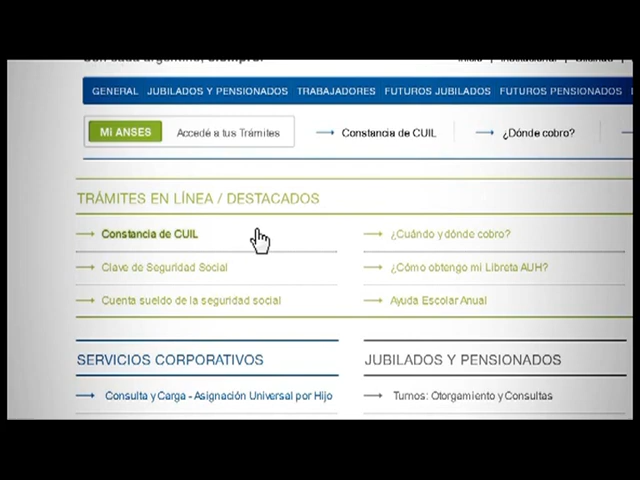 GENERAL JUBILADOS Y PENSIONADOS TRABAJADORES FUTUROS JUBILADOS FUTUROS PENSIONADOS
Mi ANSES Accedé a tus Trámites Constancia de CUIL ¿Dónde cobro?
TRÁMITES EN LÍNEA / DESTACADOS
Constancia de CUIL ¿Cuándo y dónde cobro?
Clave de Seguridad Social ¿Cómo obtengo mi Libreta AUH?
Cuenta sueldo de la seguridad social Ayuda Escolar Anual
SERVICIOS CORPORATIVOS JUBILADOS Y PENSIONADOS
Consulta y Carga - Asignación Universal por Hijo Turnos: Otorgamiento y Consultas